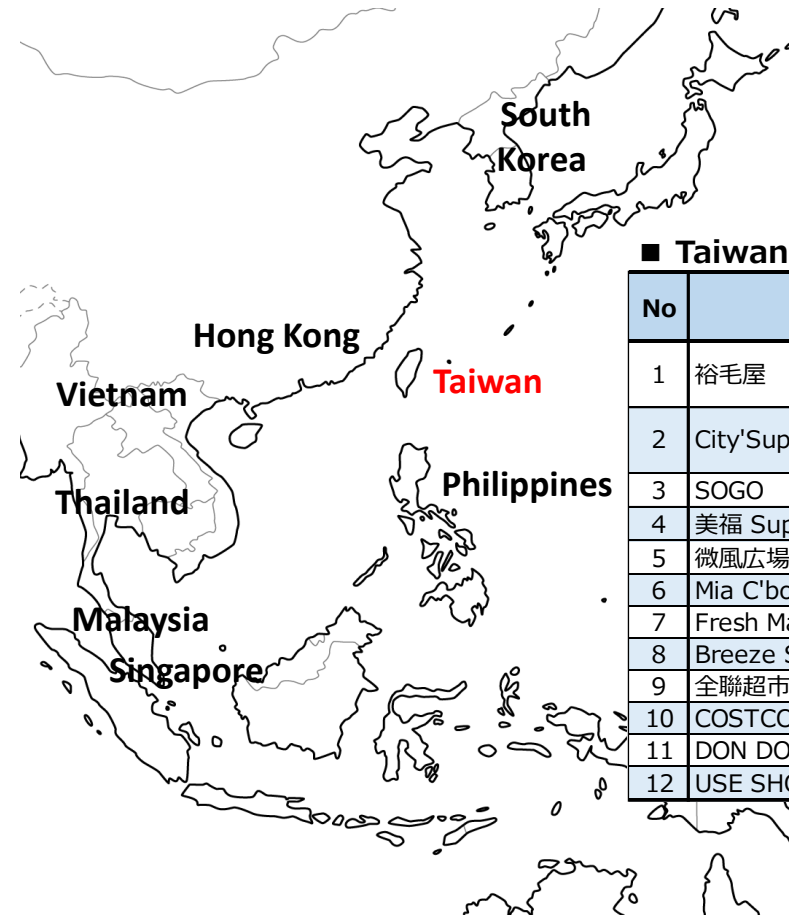 South
Korea
Hong Kong
Taiwan
Vietnam
Philippines
Thailand
Malaysia
Singapore
■ Taiwan
No
1 裕毛屋
2 City'Sup
3 SOGO
4 美福 Sup
5 微風広場
6 Mia C'bo
7 Fresh Ma
8 Breeze S
9 全聯超市
10 COSTCO
11 DON DO
12 USE SHO